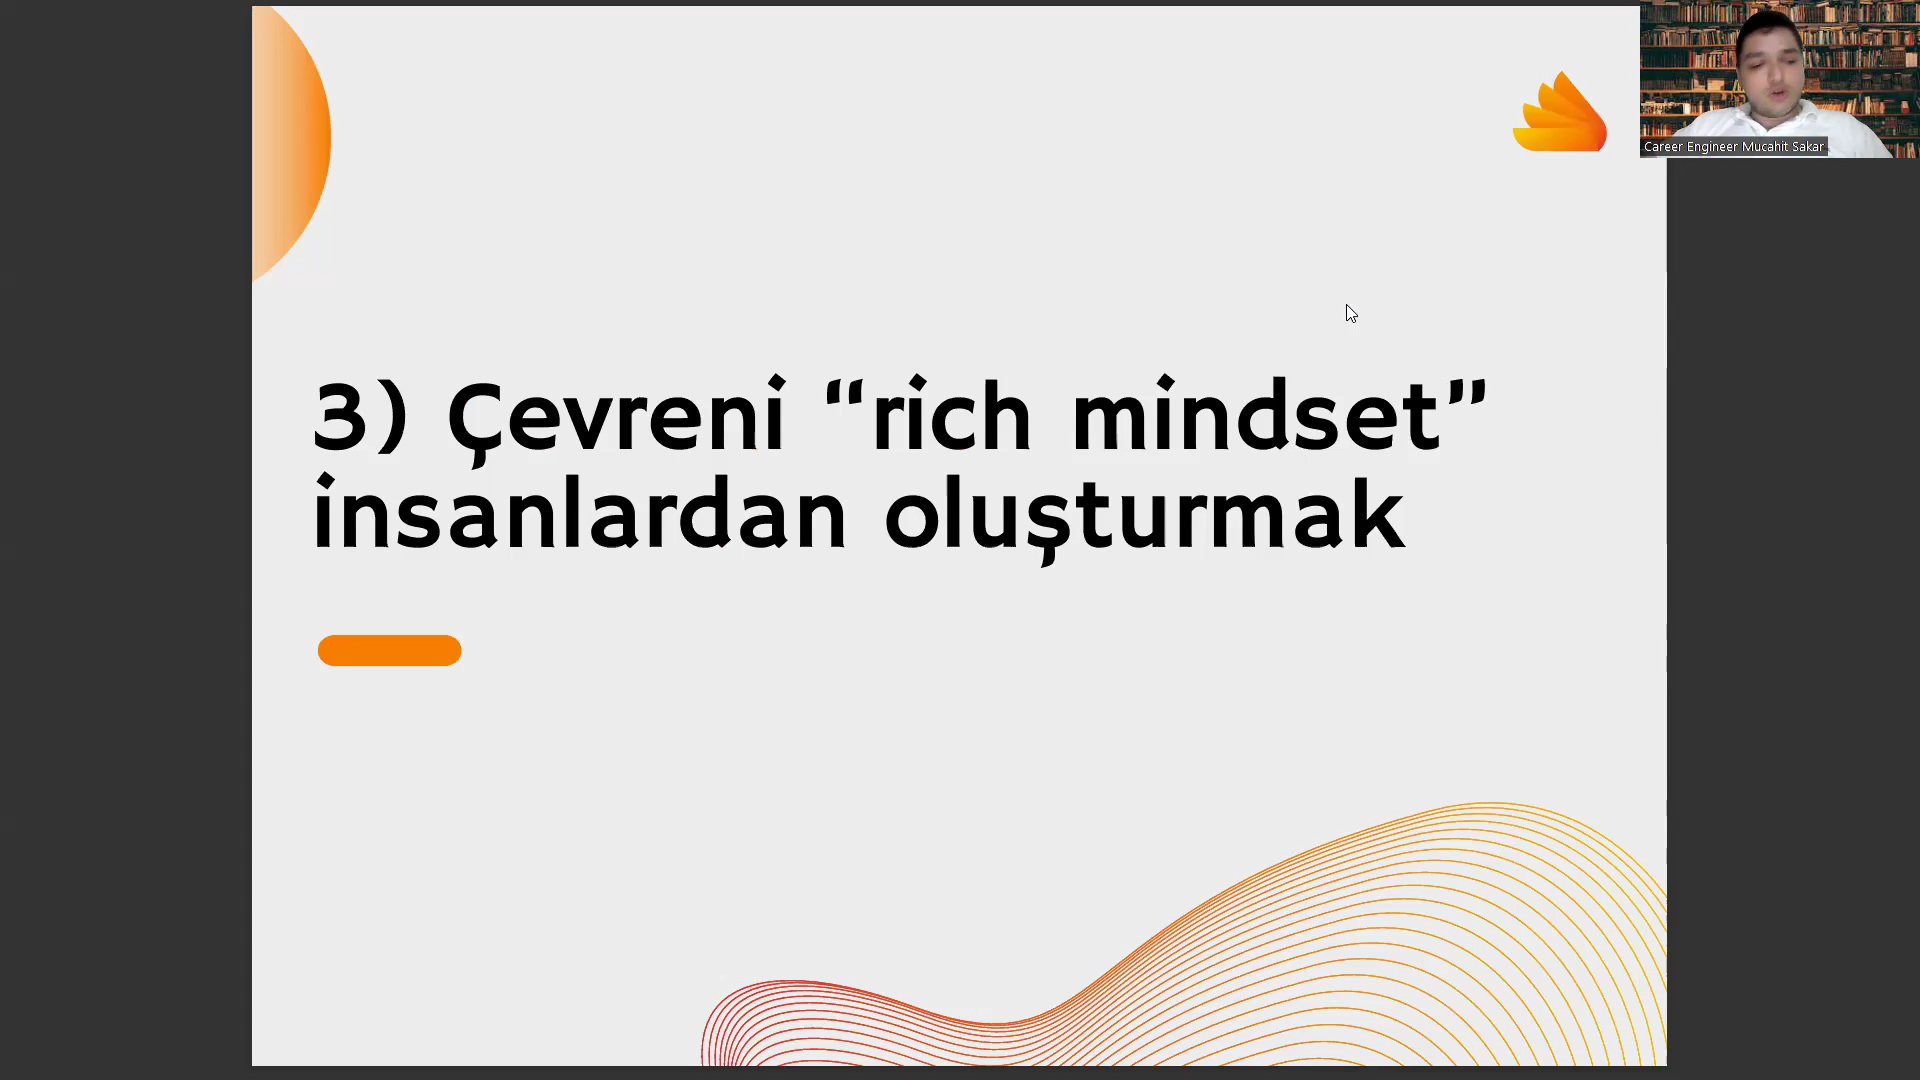 Career Engineer Mucahit Sakar
3) Çevreni “rich mindset”
insanlardan oluşturmak